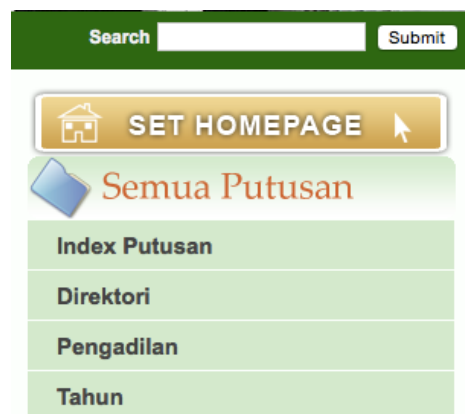 Search Submit
SET HOMEPAGE
Semua Putusan
Index Putusan
Direktori
Pengadilan
Tahun